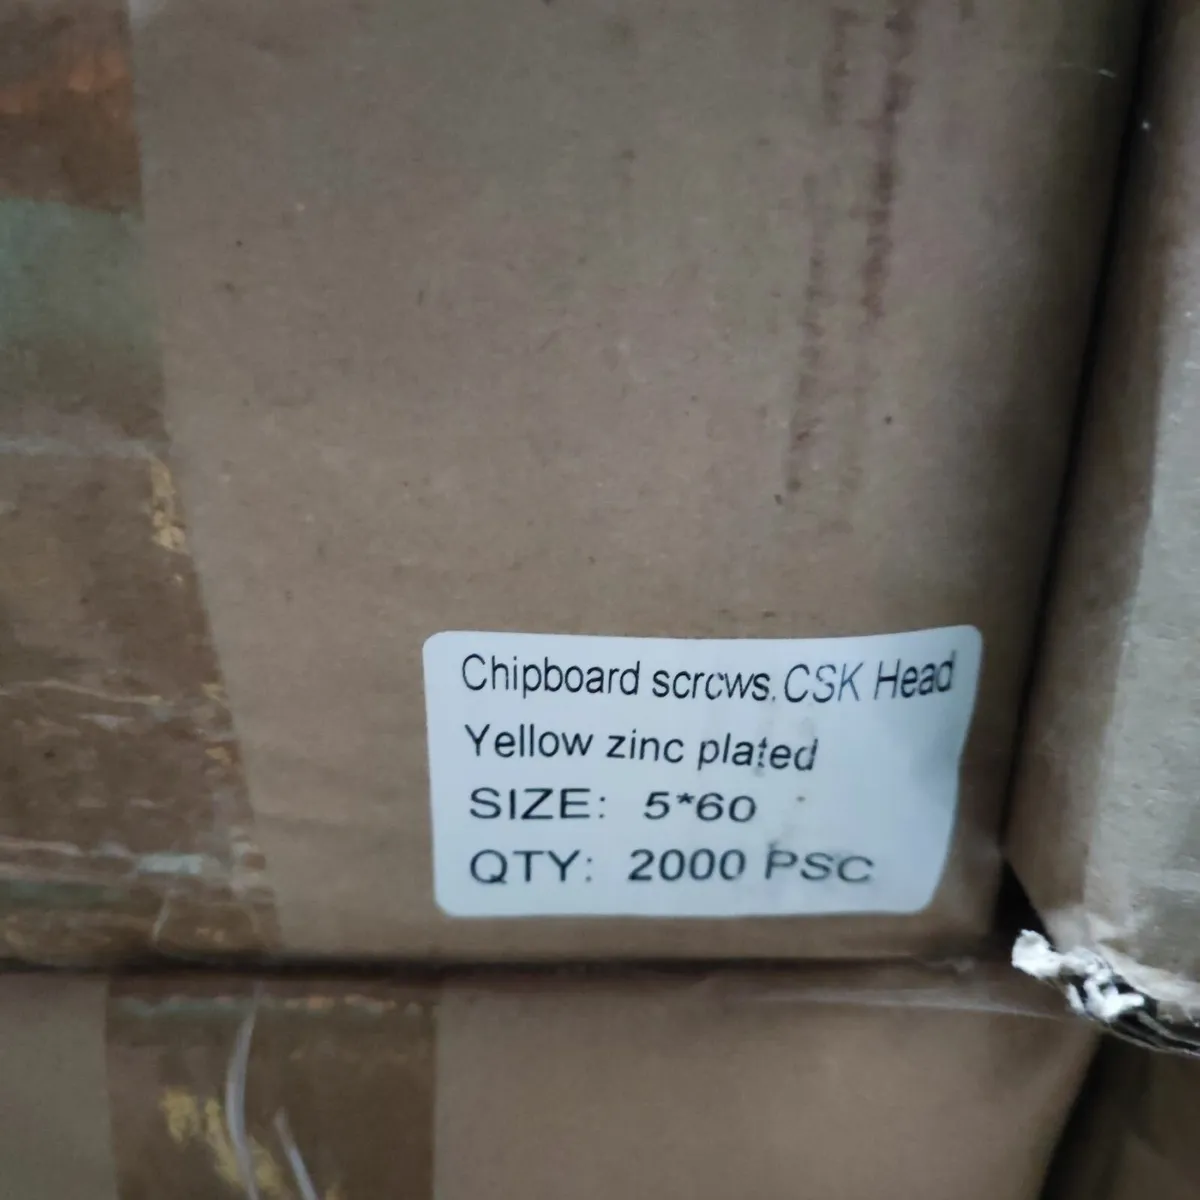 Chipboard screws. CSK Head
Yellow zinc plated
SIZE: 5*60
QTY: 2000 PSC